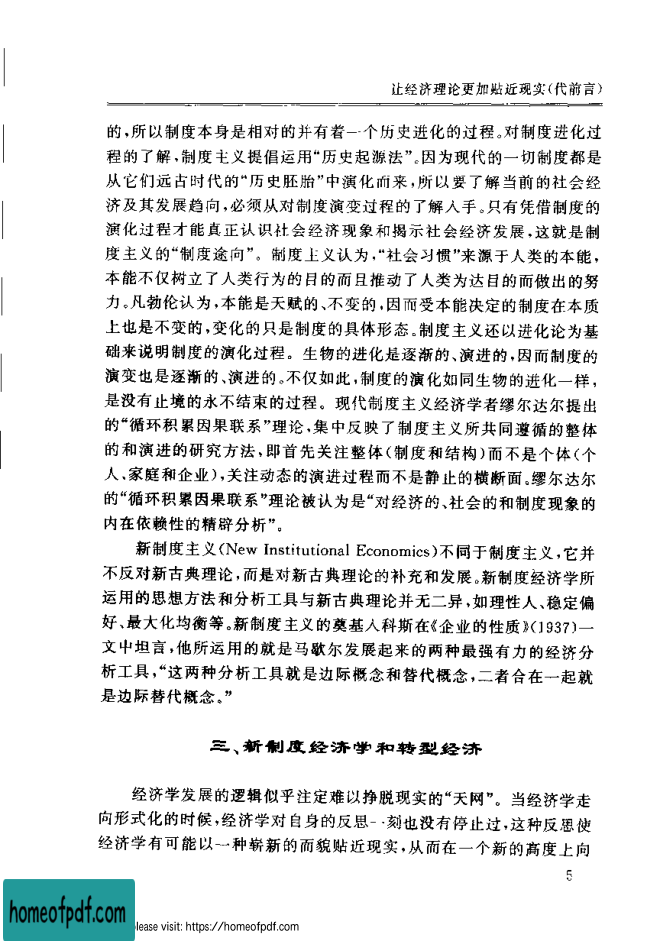 让经济理论更加贴近现实(代前言)
的,所以制度本身是相对的并有着一个历史进化的过程。对制度进化过
程的了解,制度主义提倡运用“历史起源法”。因为现代的一切制度都是
从它们远古时代的“历史胚胎”中演化而来,所以要了解当前的社会经
济及其发展趋向,必须从对制度演变过程的了解入手。只有凭借制度的
演化过程才能真正认识社会经济现象和揭示社会经济发展,这就是制
度主义的“制度途向”。制度主义认为,“社会习惯”来源于人类的本能,
本能不仅树立了人类行为的目的而且推动了人类为达目的而做出的努
力。凡勃伦认为,本能是天赋的、不变的,因而受本能决定的制度在本质
上也是不变的,变化的只是制度的具体形态。制度主义还以进化论为基
础来说明制度的演化过程。生物的进化是逐渐的、演进的,因而制度的
演变也是逐渐的、演进的。不仅如此,制度的演化如同生物的进化一样,
是没有止境的永不结束的过程。现代制度主义经济学者缪尔达尔提出
的“循环积累因果联系”理论,集中反映了制度主义所共同遵循的整体
的和演进的研究方法,即首先关注整体(制度和结构)而不是个体(个
人、家庭和企业),关注动态的演进过程而不是静止的横断面。缪尔达尔
的“循环积累因果联系”理论被认为是“对经济的、社会的和制度现象的
内在依赖性的精辟分析”。
新制度主义(New Institutional Economics)不同于制度主义,它并
不反对新古典理论,而是对新古典理论的补充和发展。新制度经济学所
运用的思想方法和分析工具与新古典理论并无二异,如理性人、稳定偏
好、最大化均衡等。新制度主义的奠基人科斯在《企业的性质》(1937)一
文中坦言,他所运用的就是马歇尔发展起来的两种最强有力的经济分
析工具,“这两种分析工具就是边际概念和替代概念,二者合在一起就
是边际替代概念。”
三、新制度经济学和转型经济
经济学发展的逻辑似乎注定难以挣脱现实的“天网”。当经济学走
向形式化的时候,经济学对自身的反思一刻也没有停止过,这种反思使
经济学有可能以一种崭新的面貌贴近现实,从而在一个新的高度上向
5
homeofpdf.com
lease visit: https://homeofpdf.com